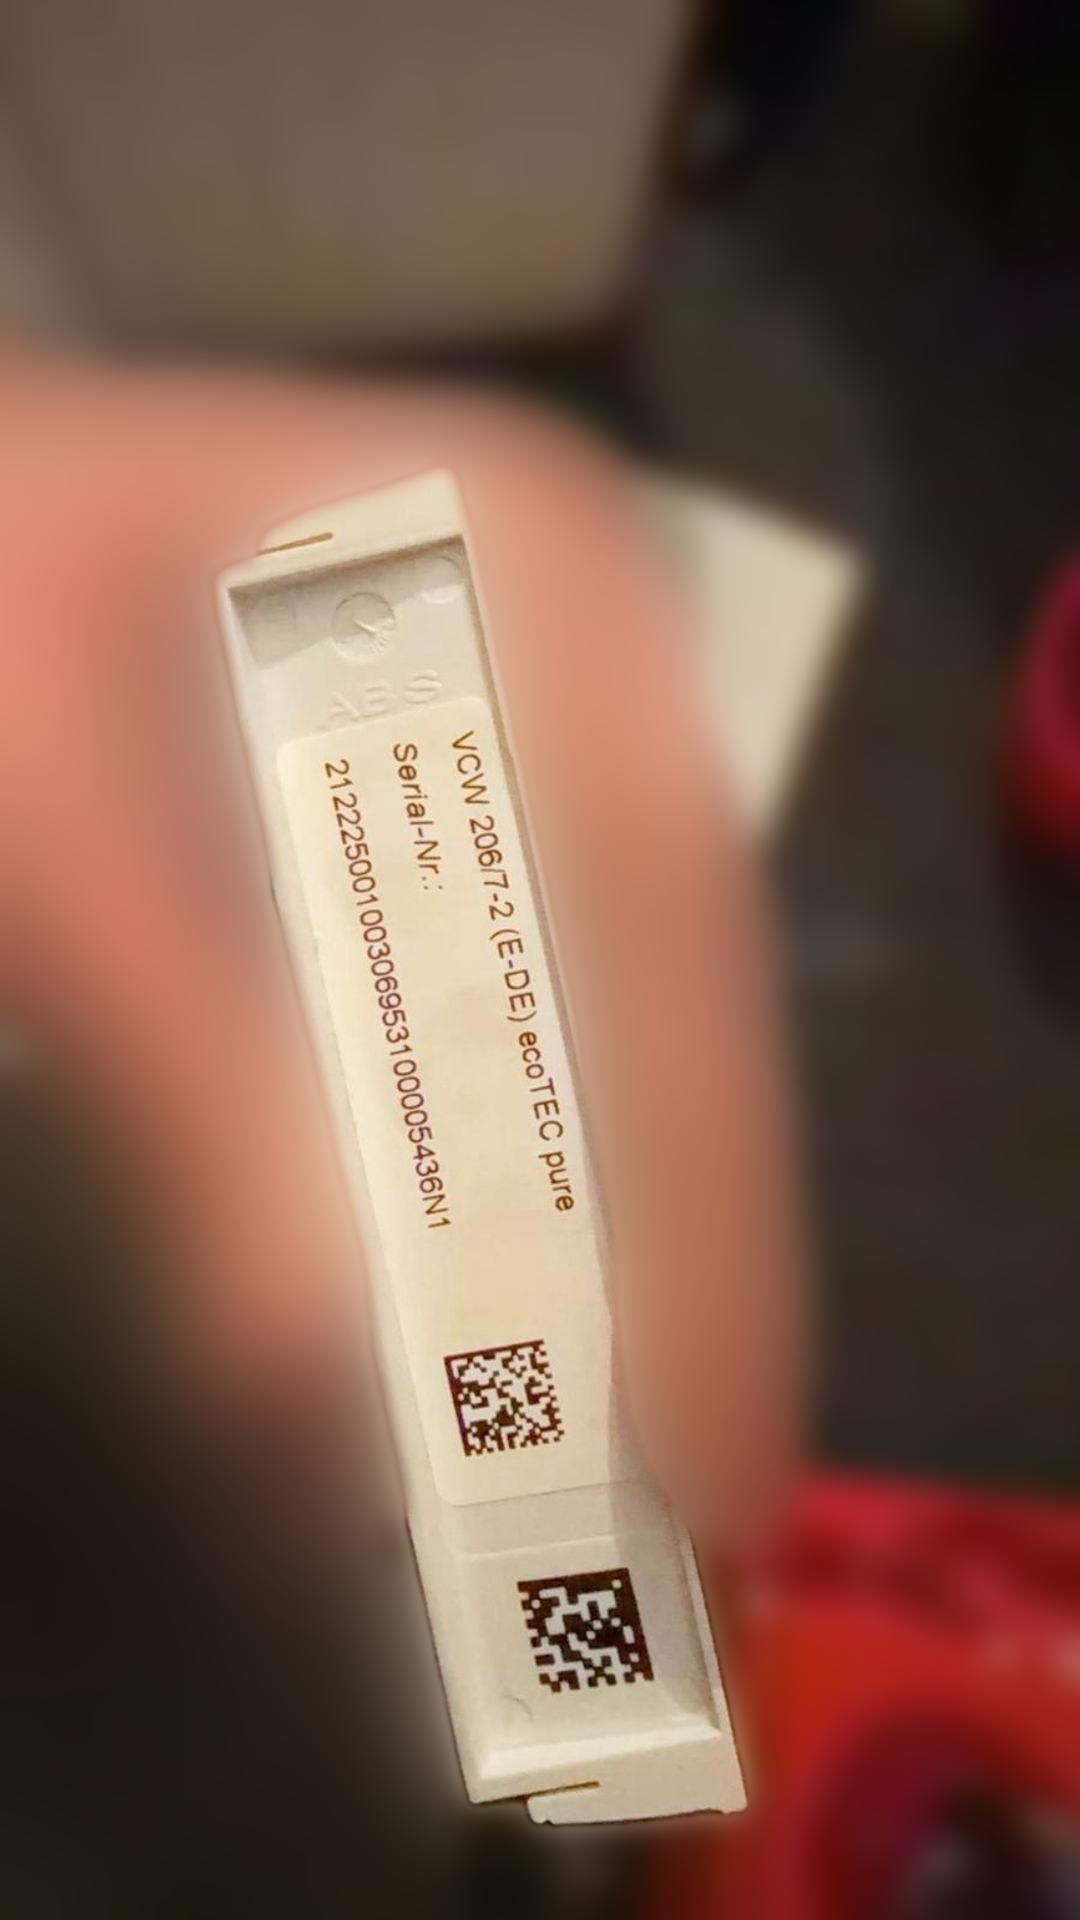 ABS
VCW 206/7-2 (E-DE) ecoTEC pure
Serial-Nr.:
21222500100306953100005436N1